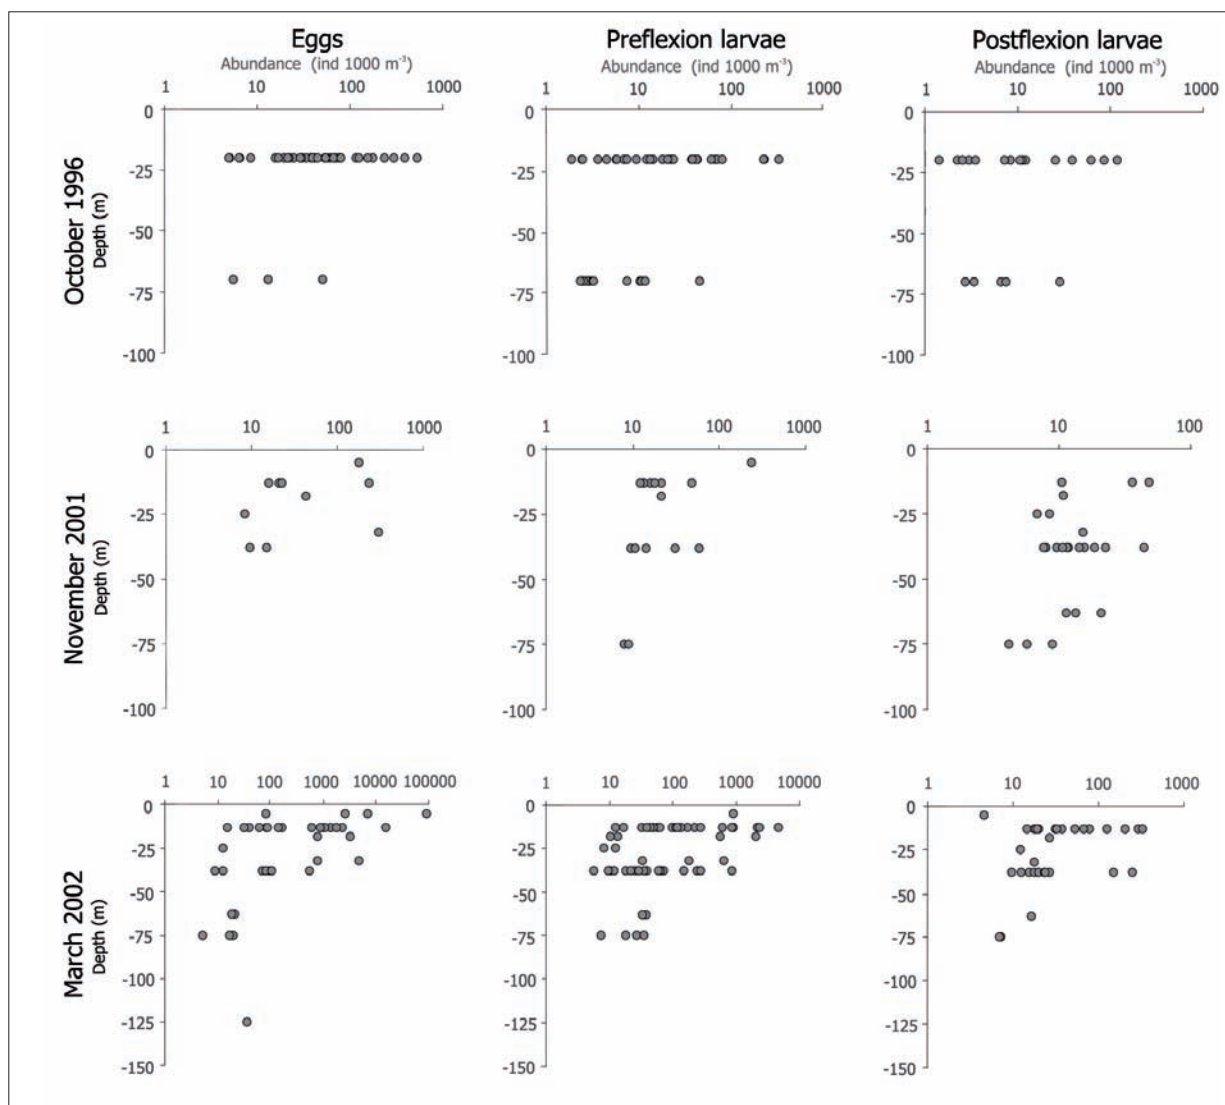 Eggs Preflexion larvae Postflexion larvae
Abundance (ind 1000 m⁻³) Abundance (ind 1000 m⁻³) Abundance (ind 1000 m⁻³)
1 10 100 1000 1 10 100 1000 1 10 100 1000
October 1996
Depth (m)
0 0 0
-25 -25 -25
-50 -50 -50
-75 -75 -75
-100 -100 -100
1 10 100 1000 1 10 100 1000 1 10 100
November 2001
Depth (m)
0 0 0
-25 -25 -25
-50 -50 -50
-75 -75 -75
-100 -100 -100
1 10 100 1000 10000 100000 1 10 100 1000 10000 1 10 100 1000
March 2002
Depth (m)
0 0 0
-25 -25 -25
-50 -50 -50
-75 -75 -75
-100 -100 -100
-125 -125 -125
-150 -150 -150